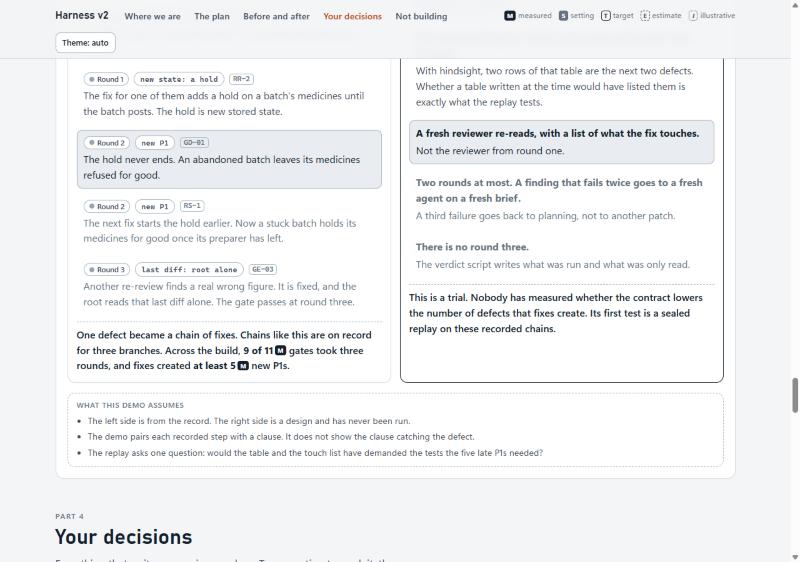 Harness v2
Where we are
The plan
Before and after
Your decisions
Not building
M measured
S setting
T target
E estimate
i illustrative
Theme: auto
Round 1 new state: a hold RR-2
The fix for one of them adds a hold on a batch's medicines until
the batch posts. The hold is new stored state.
Round 2 new P1 GD-01
The hold never ends. An abandoned batch leaves its medicines
refused for good.
Round 2 new P1 RS-1
The next fix starts the hold earlier. Now a stuck batch holds its
medicines for good once its preparer has left.
Round 3 last diff: root alone GE-03
Another re-review finds a real wrong figure. It is fixed, and the
root reads that last diff alone. The gate passes at round three.
One defect became a chain of fixes. Chains like this are on record
for three branches. Across the build, 9 of 11 M gates took three
rounds, and fixes created at least 5 M new P1s.
With hindsight, two rows of that table are the next two defects.
Whether a table written at the time would have listed them is
exactly what the replay tests.
A fresh reviewer re-reads, with a list of what the fix touches.
Not the reviewer from round one.
Two rounds at most. A finding that fails twice goes to a fresh
agent on a fresh brief.
A third failure goes back to planning, not to another patch.
There is no round three.
The verdict script writes what was run and what was only read.
This is a trial. Nobody has measured whether the contract lowers
the number of defects that fixes create. Its first test is a sealed
replay on these recorded chains.
WHAT THIS DEMO ASSUMES
• The left side is from the record. The right side is a design and has never been run.
• The demo pairs each recorded step with a clause. It does not show the clause catching the defect.
• The replay asks one question: would the table and the touch list have demanded the tests the five late P1s needed?
PART 4
Your decisions